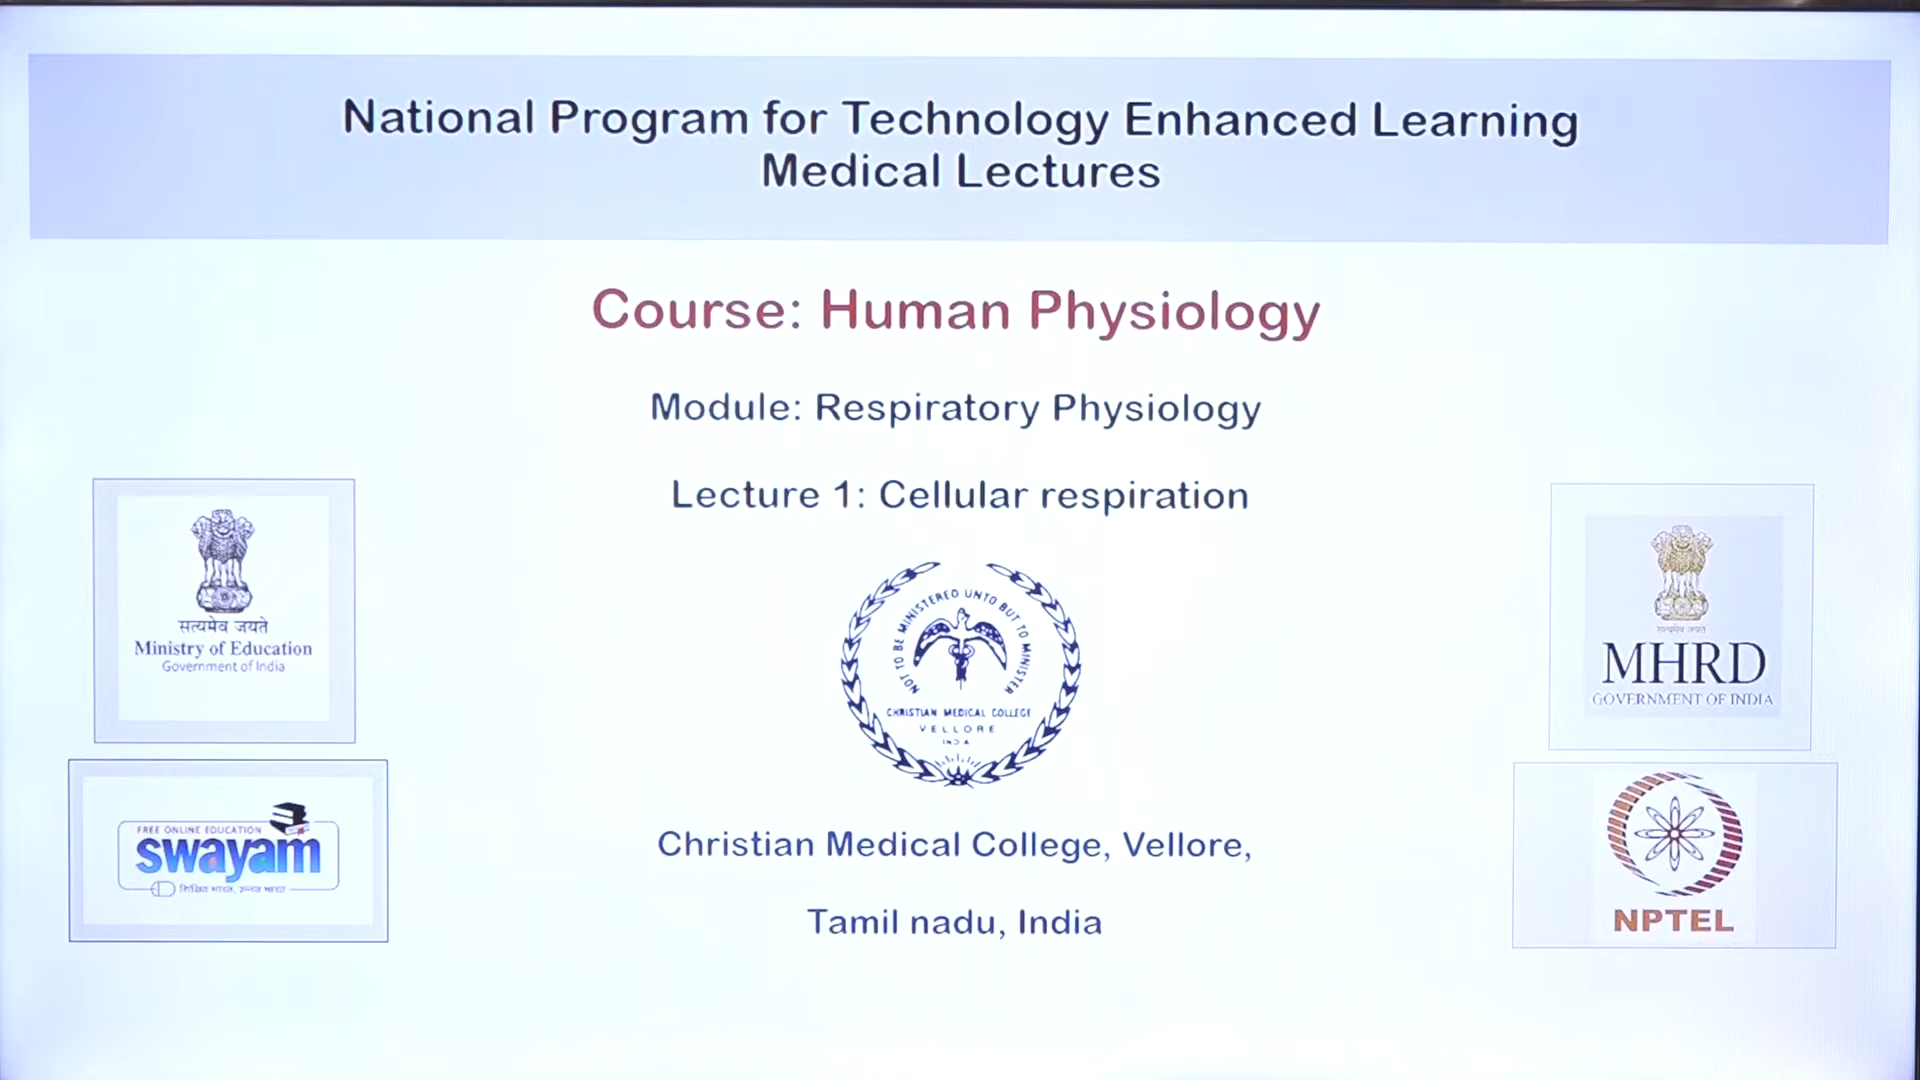 National Program for Technology Enhanced Learning
Medical Lectures
Course: Human Physiology
Module: Respiratory Physiology
Lecture 1: Cellular respiration
सत्यमेव जयते
Ministry of Education
Government of India
FREE ONLINE EDUCATION
swayam
शिक्षित भारत, उन्नत भारत
NOT TO BE MINISTERED UNTO BUT TO MINISTER
CHRISTIAN MEDICAL COLLEGE
VELLORE
INDIA
सत्यमेव जयते
MHRD
GOVERNMENT OF INDIA
NPTEL
Christian Medical College, Vellore,
Tamil nadu, India